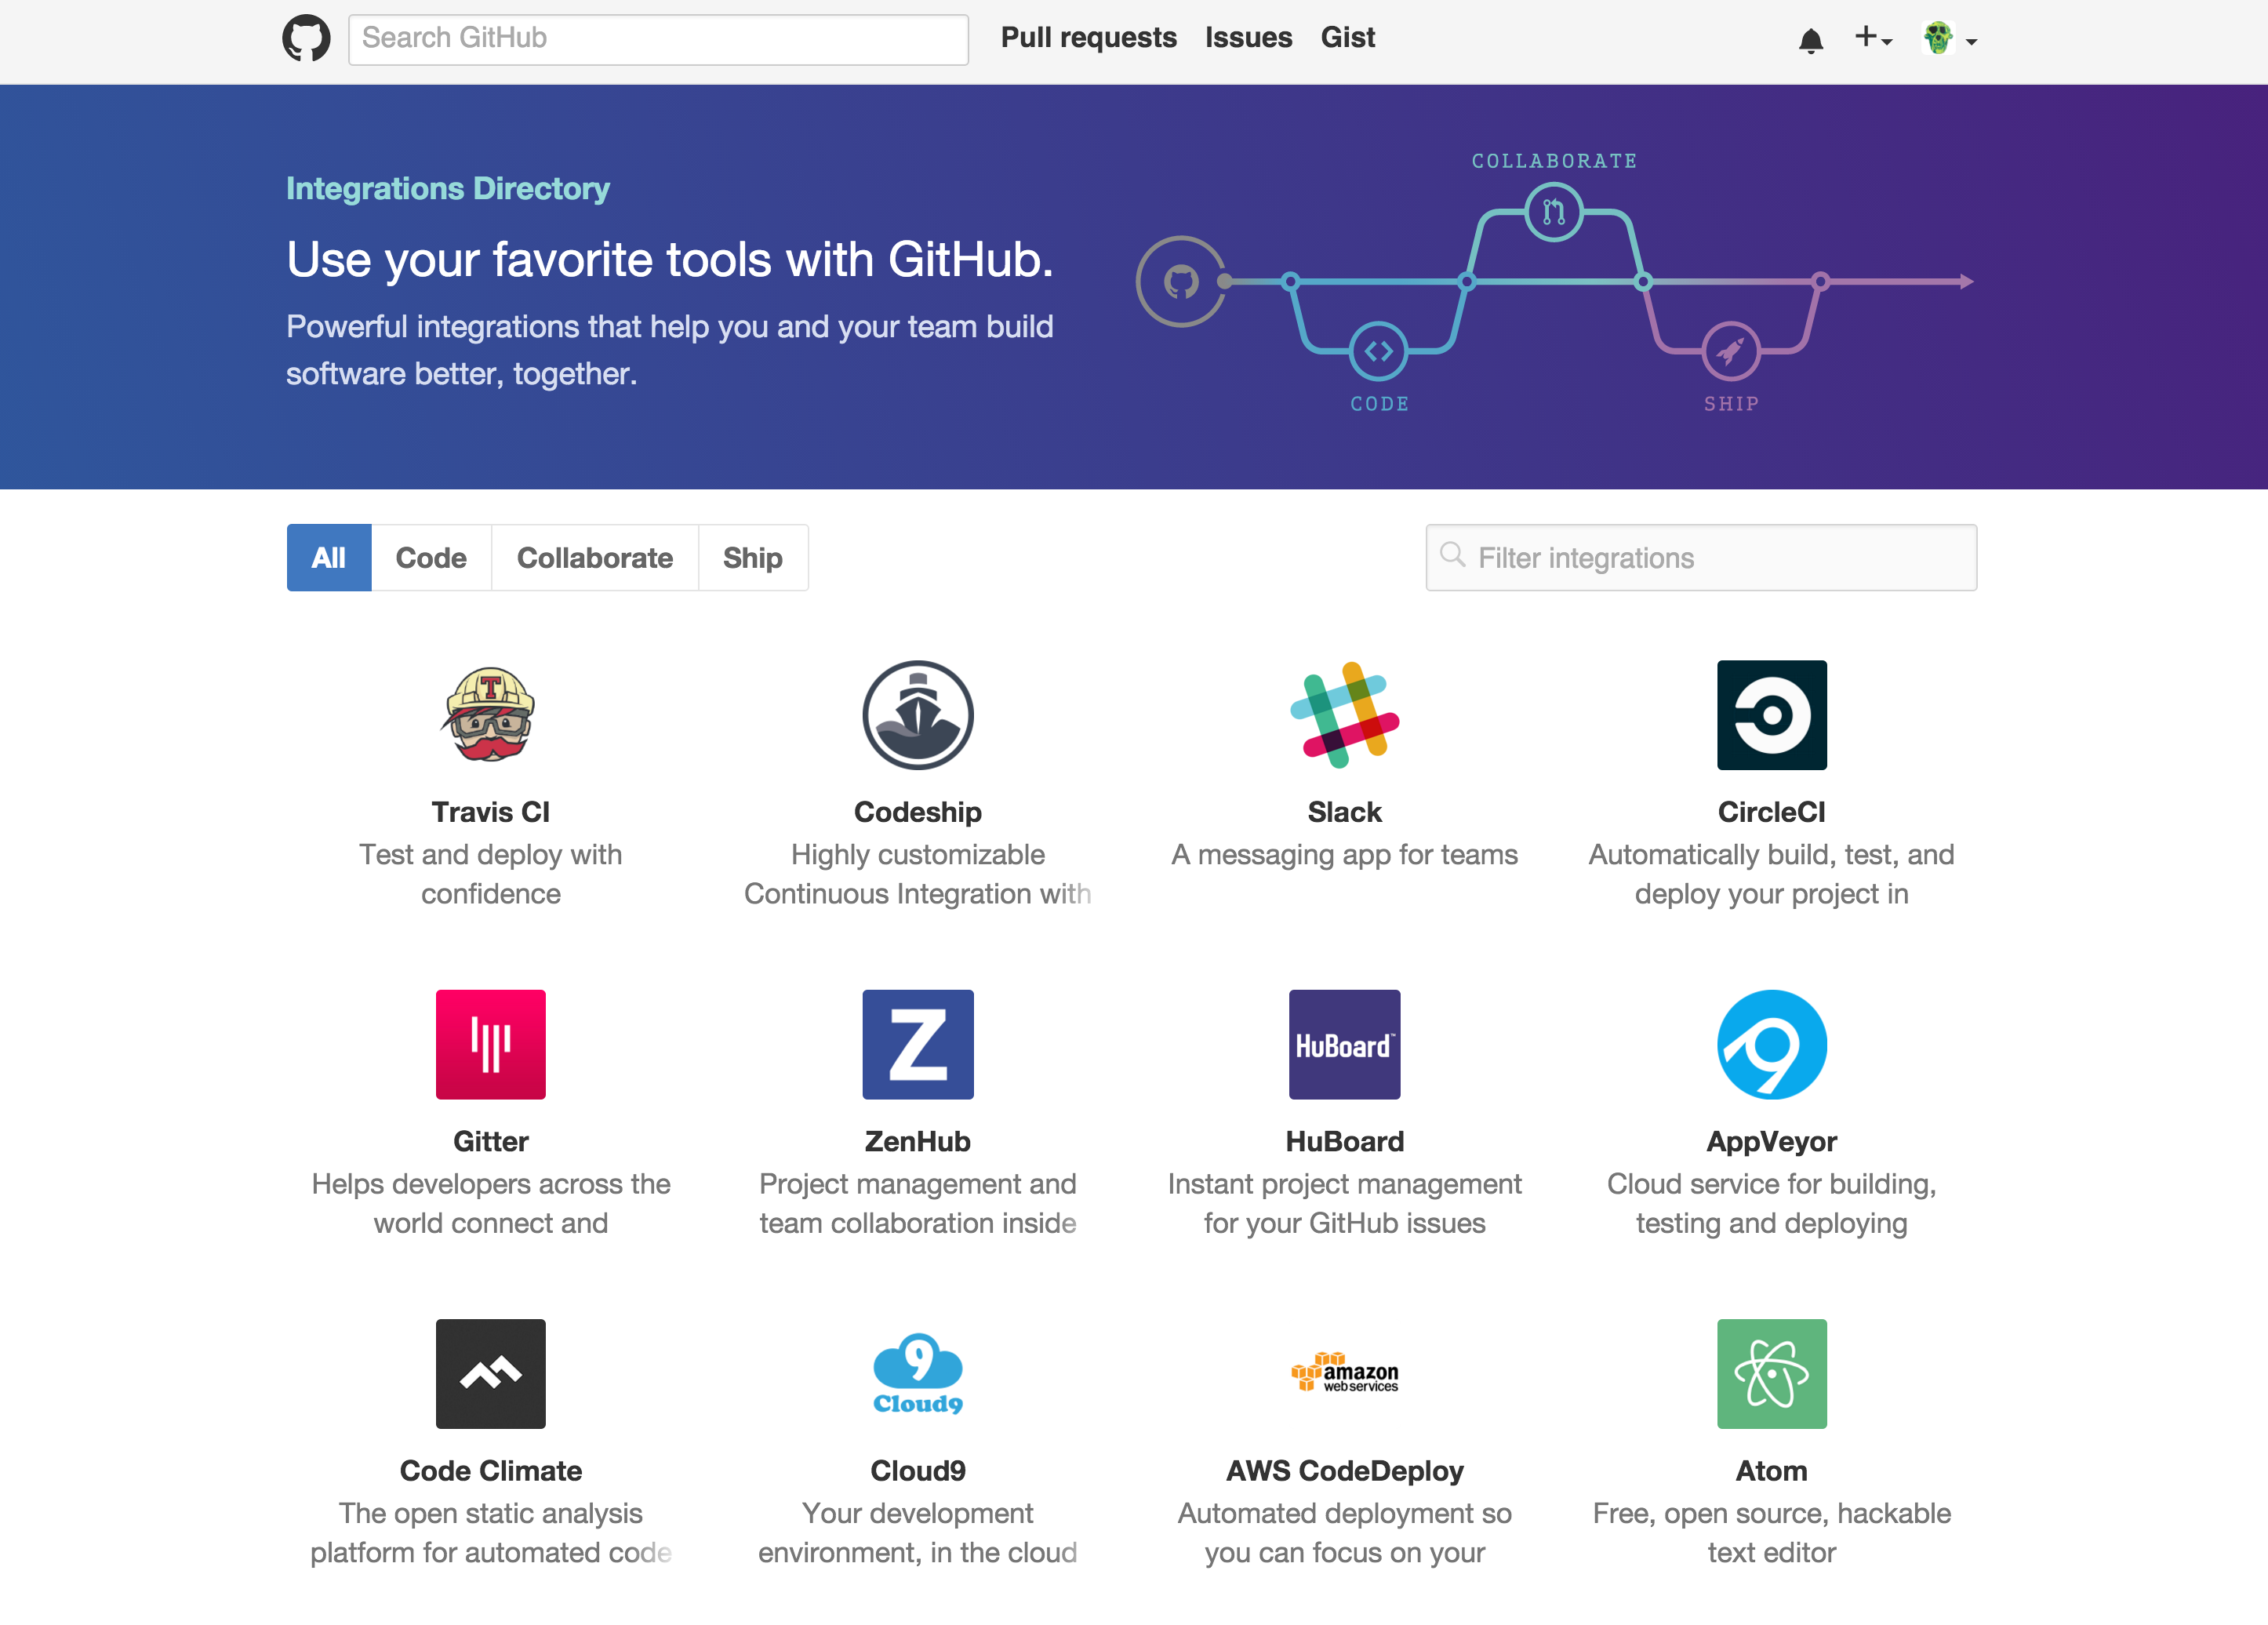 Search GitHub
Pull requests Issues Gist
Integrations Directory
Use your favorite tools with GitHub.
Powerful integrations that help you and your team build
software better, together.
COLLABORATE
CODE
SHIP
All Code Collaborate Ship
Filter integrations
T
Travis CI
Test and deploy with
confidence
Codeship
Highly customizable
Continuous Integration with
Slack
A messaging app for teams
CircleCI
Automatically build, test, and
deploy your project in
Gitter
Helps developers across the
world connect and
Z
ZenHub
Project management and
team collaboration inside
HuBoard™
HuBoard
Instant project management
for your GitHub issues
AppVeyor
Cloud service for building,
testing and deploying
Code Climate
The open static analysis
platform for automated code
9
Cloud9
Cloud9
Your development
environment, in the cloud
amazon
web services
AWS CodeDeploy
Automated deployment so
you can focus on your
Atom
Free, open source, hackable
text editor